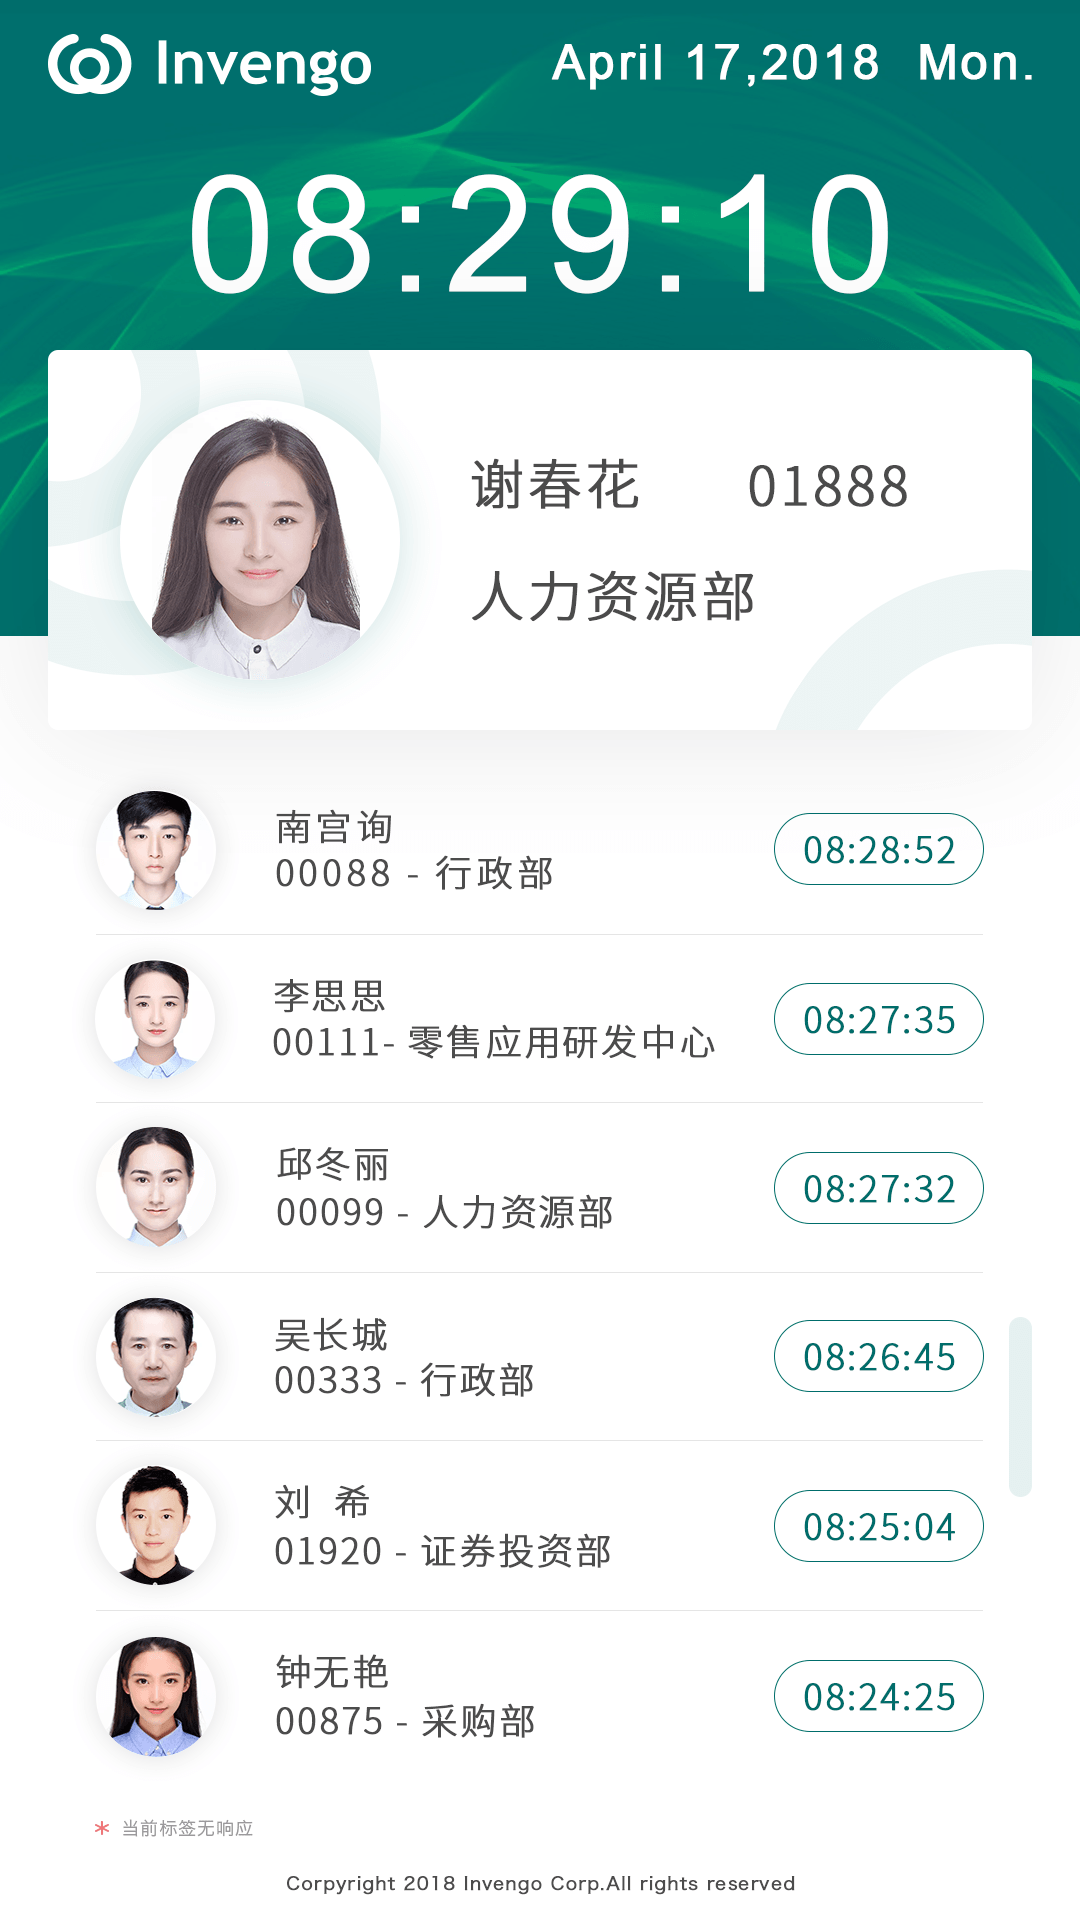 Invengo
April 17,2018 Mon.
08:29:10
谢春花 01888
人力资源部
南宫询
00088 - 行政部
08:28:52
李思思
00111- 零售应用研发中心
08:27:35
邱冬丽
00099 - 人力资源部
08:27:32
吴长城
00333 - 行政部
08:26:45
刘 希
01920 - 证券投资部
08:25:04
钟无艳
00875 - 采购部
08:24:25
* 当前标签无响应
Corpyright 2018 Invengo Corp.All rights reserved